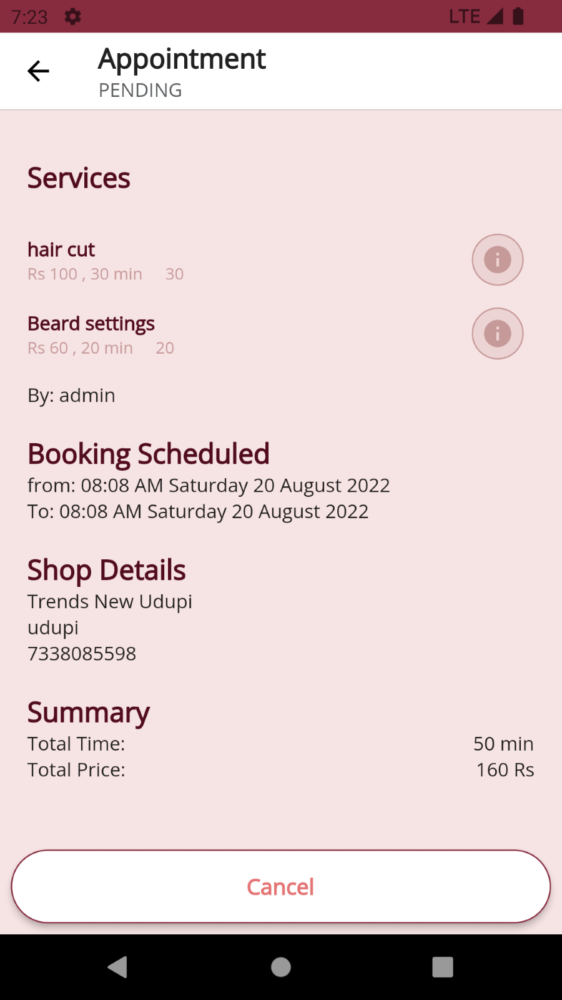 7:23 LTE
Appointment
PENDING
Services
hair cut
Rs 100 , 30 min 30
Beard settings
Rs 60 , 20 min 20
By: admin
Booking Scheduled
from: 08:08 AM Saturday 20 August 2022
To: 08:08 AM Saturday 20 August 2022
Shop Details
Trends New Udupi
udupi
7338085598
Summary
Total Time: 50 min
Total Price: 160 Rs
Cancel